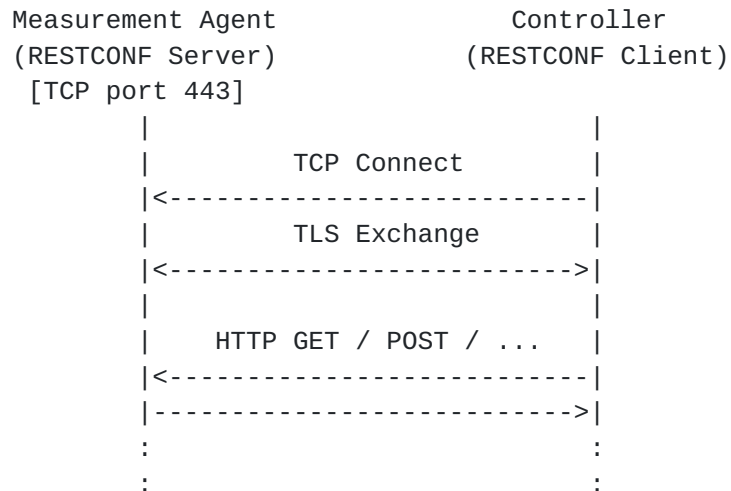 Measurement Agent Controller
(RESTCONF Server) (RESTCONF Client)
[TCP port 443]
TCP Connect
TLS Exchange
HTTP GET / POST / ...